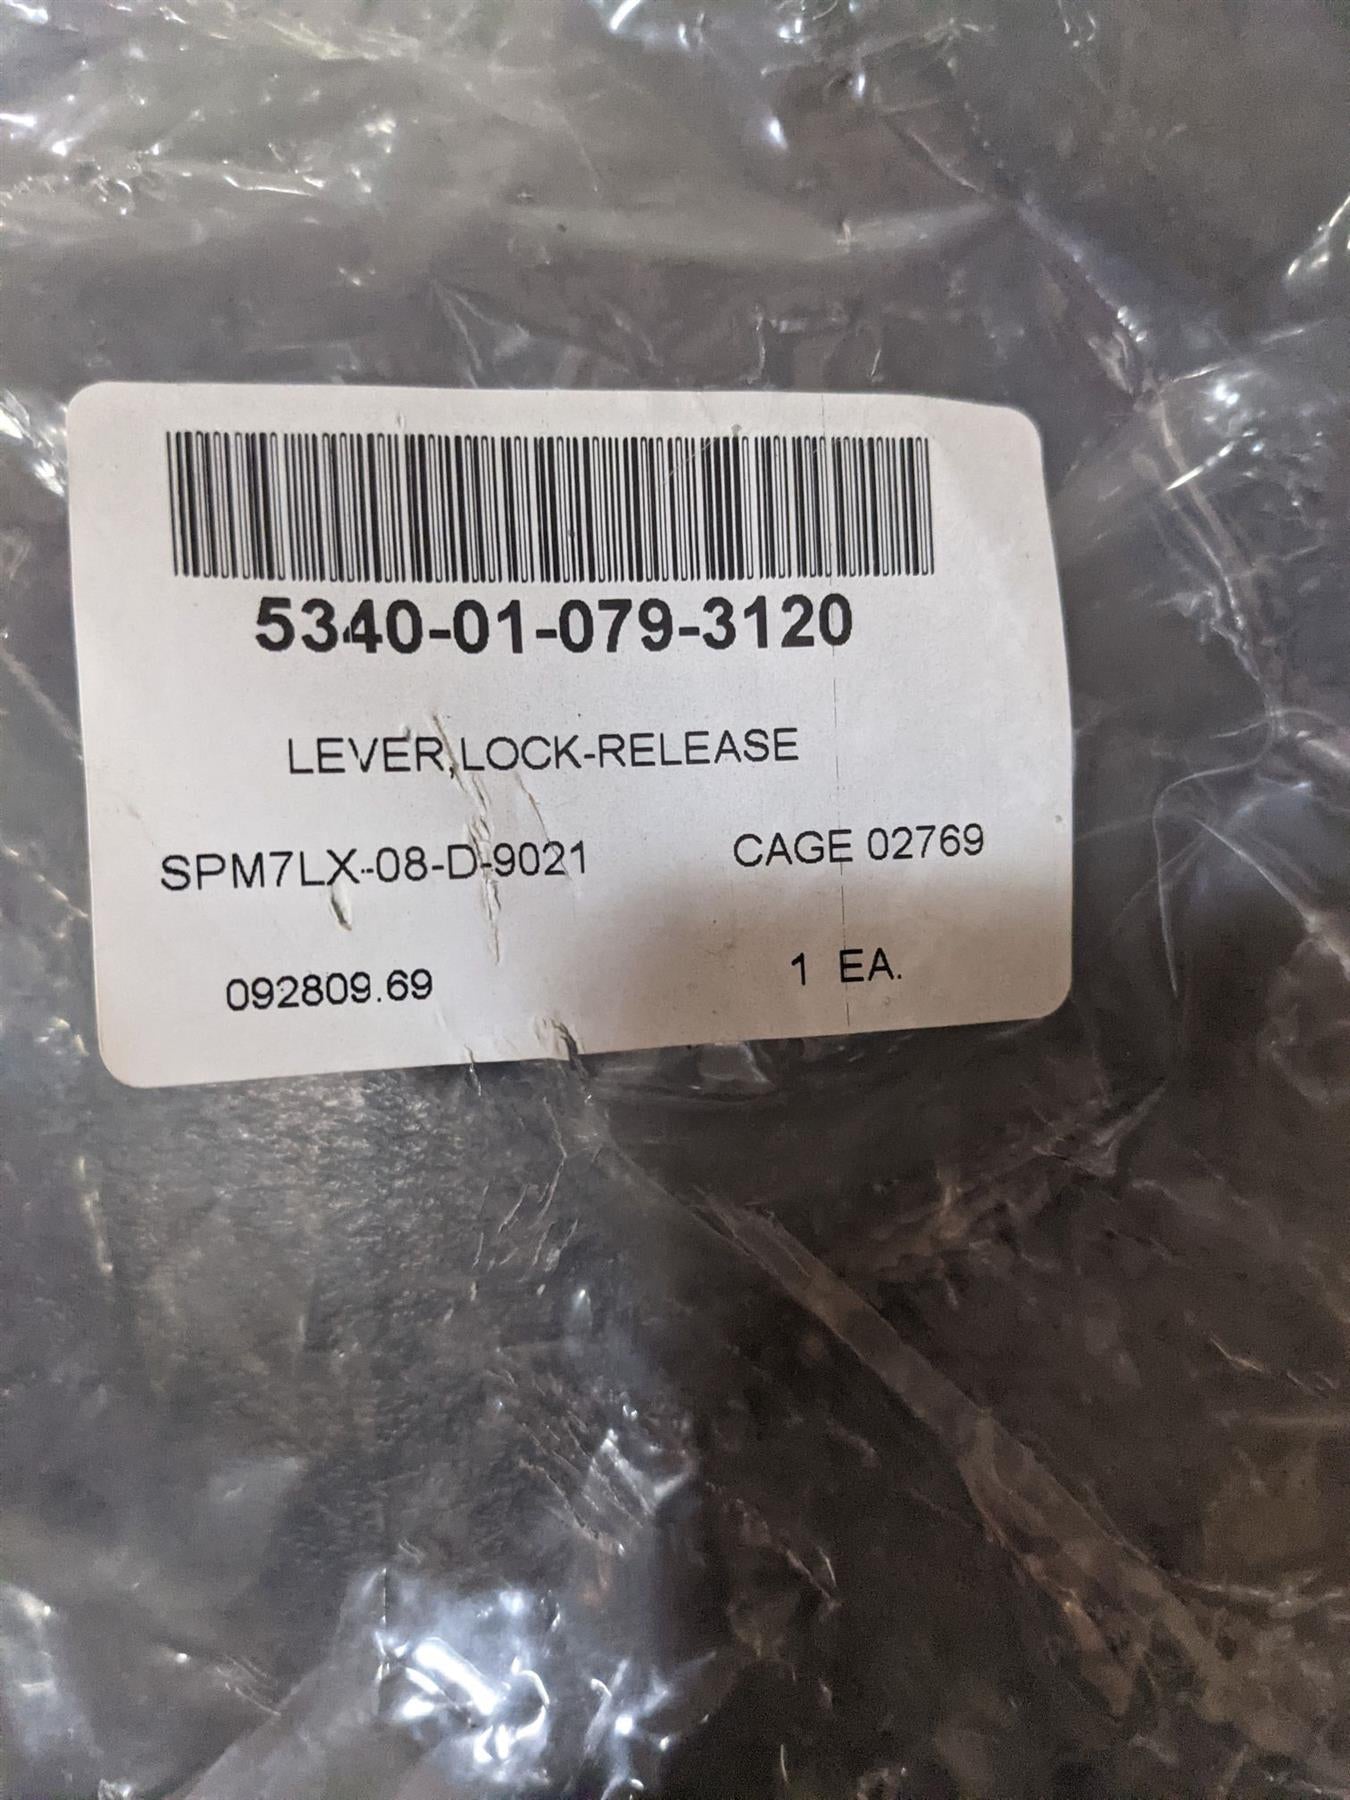 5340-01-079-3120
LEVER,LOCK-RELEASE
SPM7LX-08-D-9021 CAGE 02769
092809.69 1 EA.